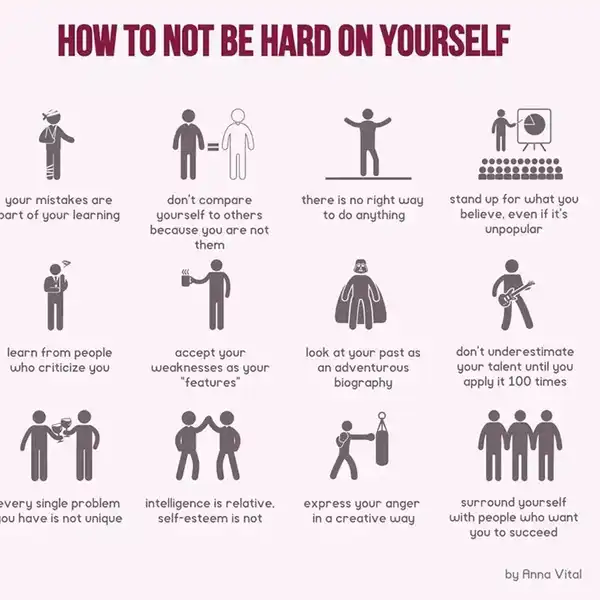 HOW TO NOT BE HARD ON YOURSELF
your mistakes are
part of your learning
don't compare
yourself to others
because you are not
them
there is no right way
to do anything
stand up for what you
believe, even if it's
unpopular
learn from people
who criticize you
accept your
weaknesses as your
"features"
look at your past as
an adventurous
biography
don't underestimate
your talent until you
apply it 100 times
every single problem
you have is not unique
intelligence is relative.
self-esteem is not
express your anger
in a creative way
surround yourself
with people who want
you to succeed
by Anna Vital